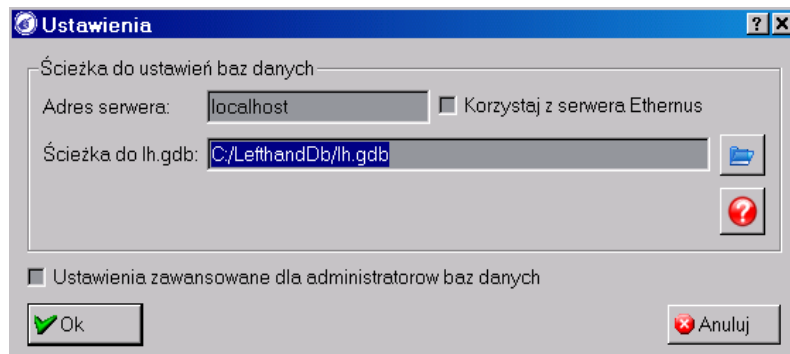 Ustawienia
Ścieżka do ustawień baz danych
Adres serwera: localhost Korzystaj z serwera Ethernus
Ścieżka do lh.gdb: C:/LefthandDb/lh.gdb
Ustawienia zawansowane dla administratorow baz danych
Ok Anuluj